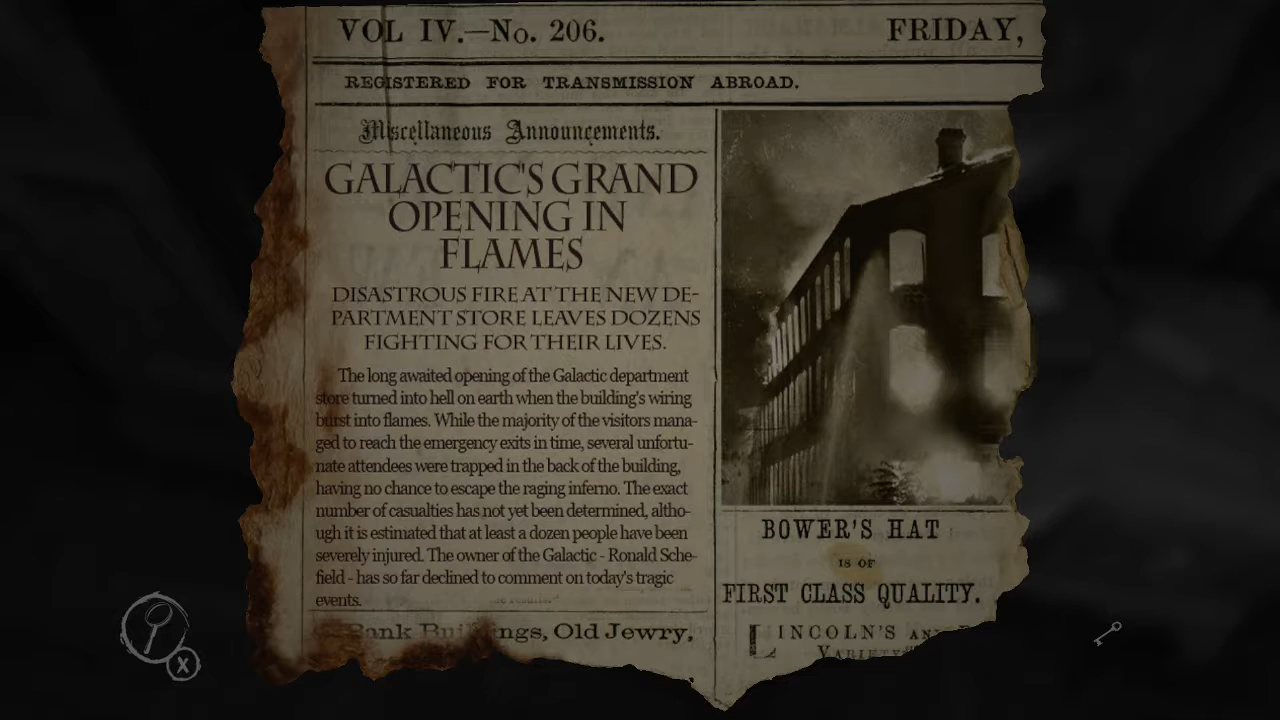 VOL IV.—No. 206.
FRIDAY,
REGISTERED FOR TRANSMISSION ABROAD.
Miscellaneous Announcements.
GALACTIC'S GRAND
OPENING IN
FLAMES
DISASTROUS FIRE AT THE NEW DE-
PARTMENT STORE LEAVES DOZENS
FIGHTING FOR THEIR LIVES.
The long awaited opening of the Galactic department
store turned into hell on earth when the building's wiring
burst into flames. While the majority of the visitors mana-
ged to reach the emergency exits in time, several unfortu-
nate attendees were trapped in the back of the building,
having no chance to escape the raging inferno. The exact
number of casualties has not yet been determined, altho-
ugh it is estimated that at least a dozen people have been
severely injured. The owner of the Galactic - Ronald Sche-
field - has so far declined to comment on today's tragic
events.
Bank Buildings, Old Jewry,
BOWER'S HAT
IS OF
FIRST CLASS QUALITY.
LINCOLN'S
VARIETY
X